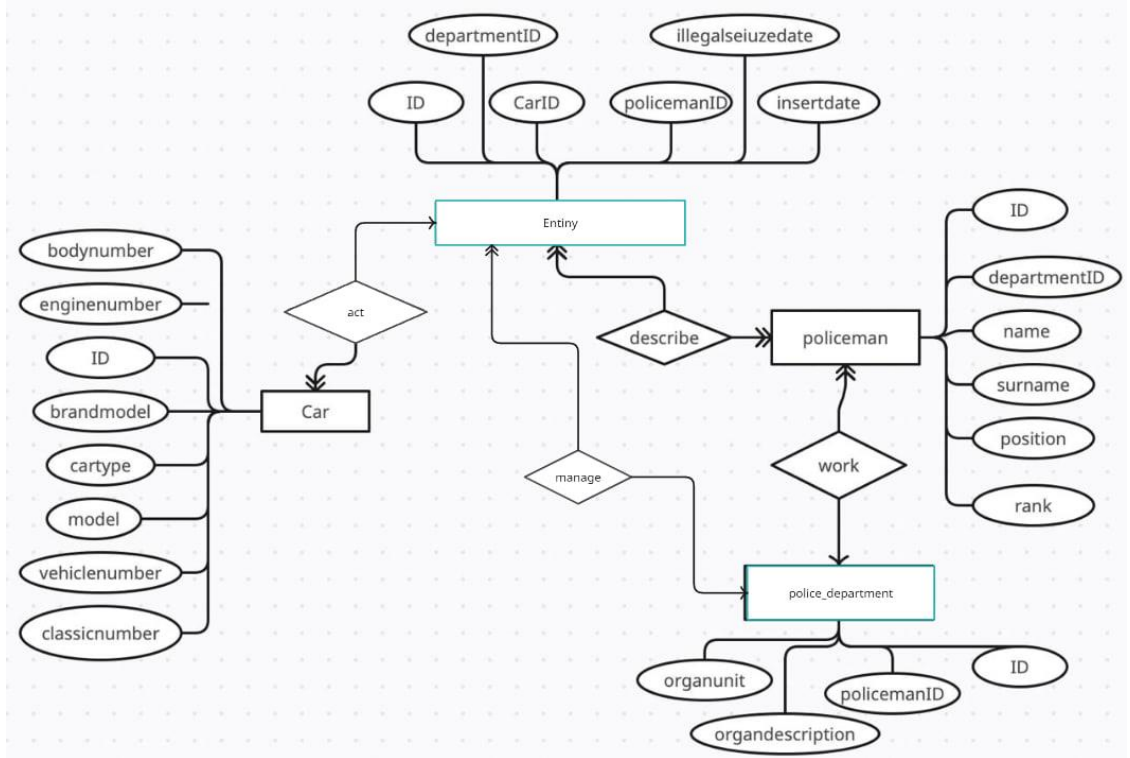 departmentID
illegalseiuzedate
ID
CarID
policemanID
insertdate
Entiny
ID
bodynumber
departmentID
enginenumber
act
name
describe
policeman
ID
surname
brandmodel
Car
position
cartype
work
manage
rank
model
vehiclenumber
police_department
classicnumber
organunit
ID
policemanID
organdescription